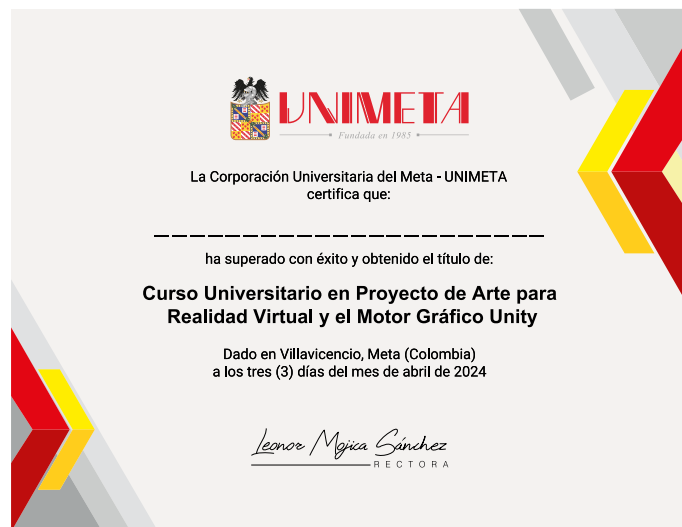 UNIMETA
Fundada en 1985
La Corporación Universitaria del Meta - UNIMETA
certifica que:
ha superado con éxito y obtenido el título de:
Curso Universitario en Proyecto de Arte para
Realidad Virtual y el Motor Gráfico Unity
Dado en Villavicencio, Meta (Colombia)
a los tres (3) días del mes de abril de 2024
Leonor Mojica Sánchez
RECTORA